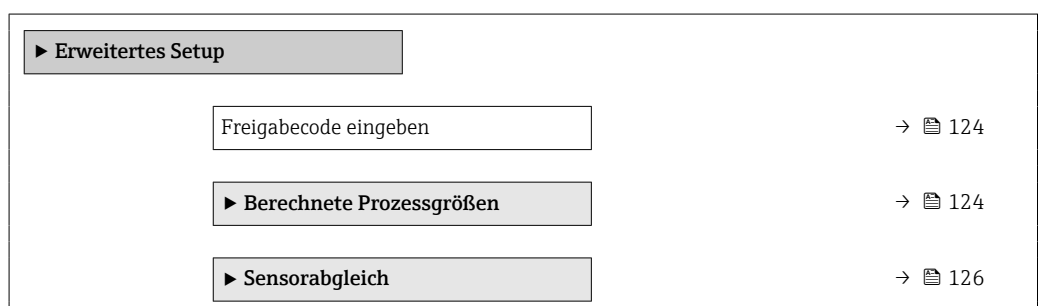 ▶ Erweitertes Setup
Freigabecode eingeben → 124
▶ Berechnete Prozessgrößen → 124
▶ Sensorabgleich → 126